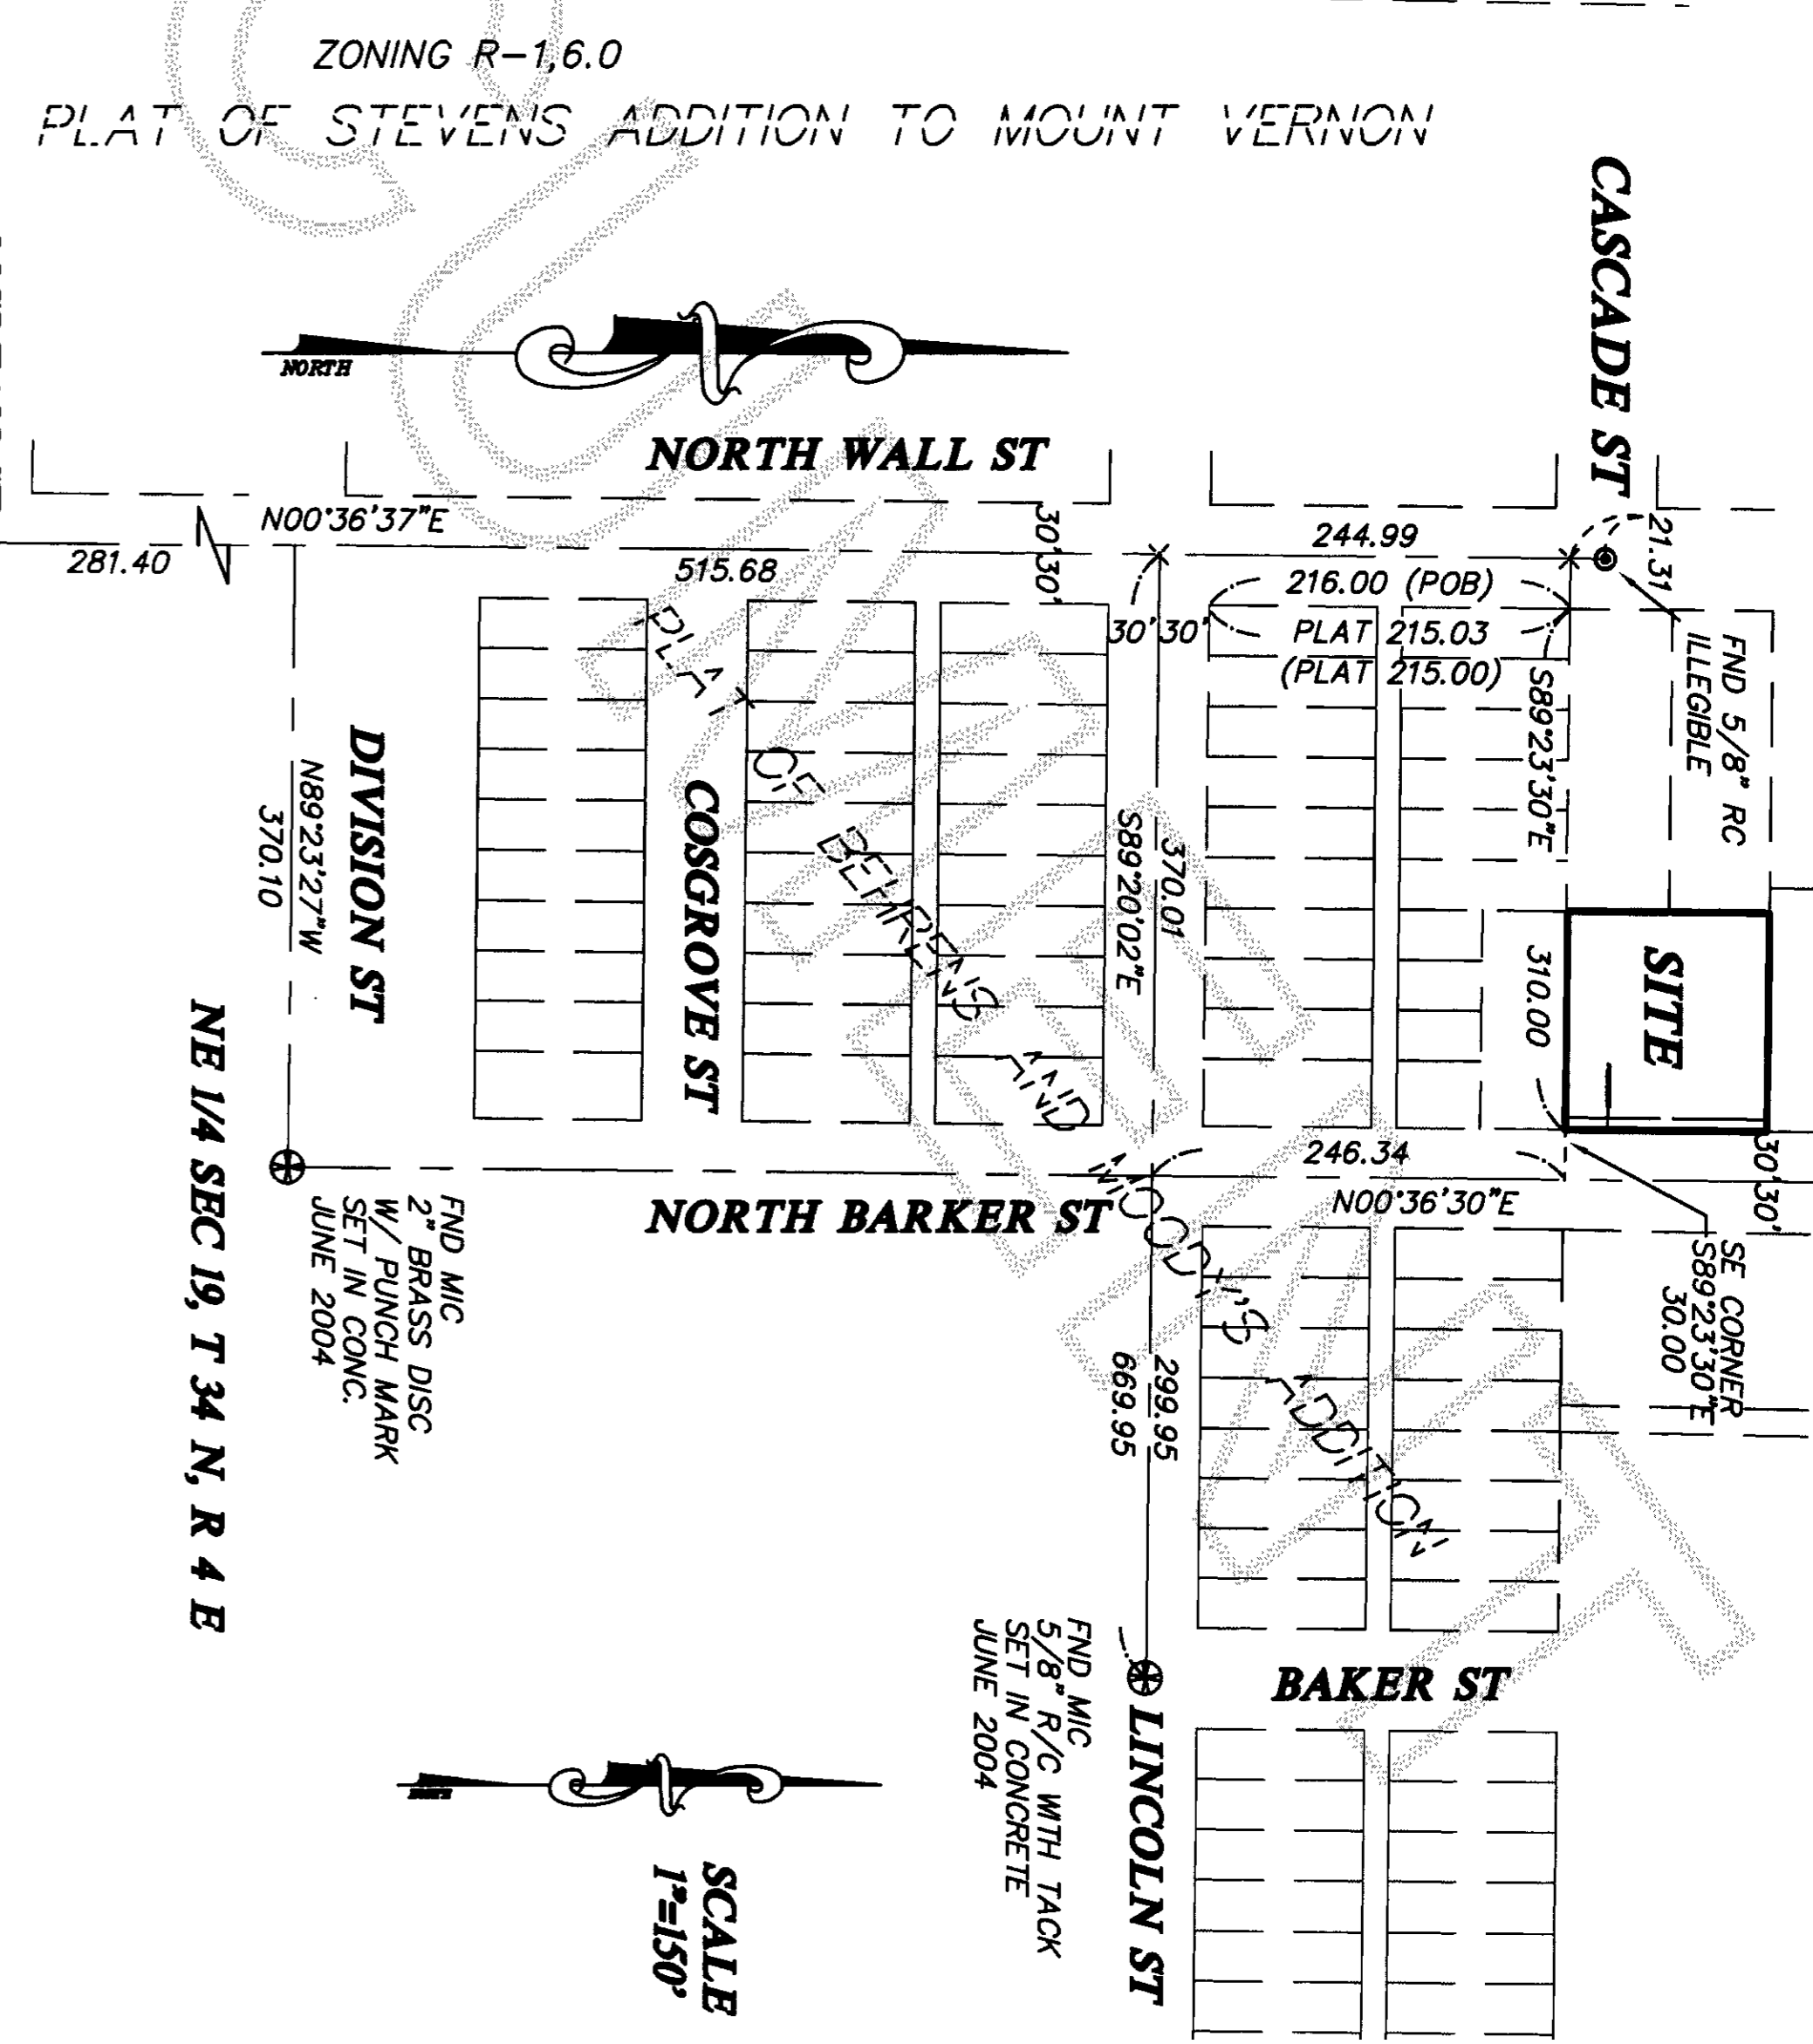 ZONING R-1,6.0
PLAT OF STEVENS ADDITION TO MOUNT VERNON
CASCADE ST
NORTH
NORTH WALL ST
N00°36'37"E
281.40
515.68
30'
30'
244.99
21.31
216.00 (POB)
PLAT 215.03
(PLAT 215.00)
30'
30'
FND 5/8" RC
ILLEGIBLE
S89°23'30"E
PLAT OF BEHRENS AND MOODY'S ADDITION
DIVISION ST
N89°23'27"W
370.10
COSGROVE ST
370.01
S89°20'02"E
SITE
310.00
246.34
N00°36'30"E
30'
30'
NORTH BARKER ST
SE CORNER
S89°23'30"E
30.00
FND MIC
2" BRASS DISC
W/ PUNCH MARK
SET IN CONC.
JUNE 2004
NE 1/4 SEC 19, T 34 N, R 4 E
299.95
669.95
FND MIC
5/8" R/C WITH TACK
SET IN CONCRETE
JUNE 2004
BAKER ST
LINCOLN ST
SCALE
1"=150'